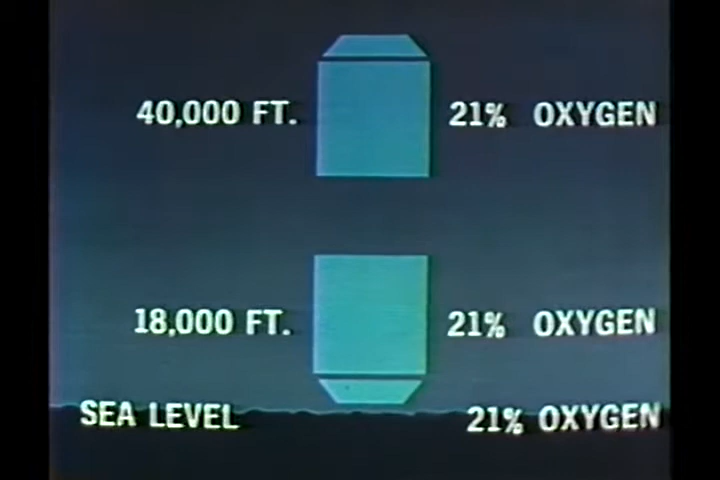 40,000 FT. 21% OXYGEN
18,000 FT. 21% OXYGEN
SEA LEVEL 21% OXYGEN